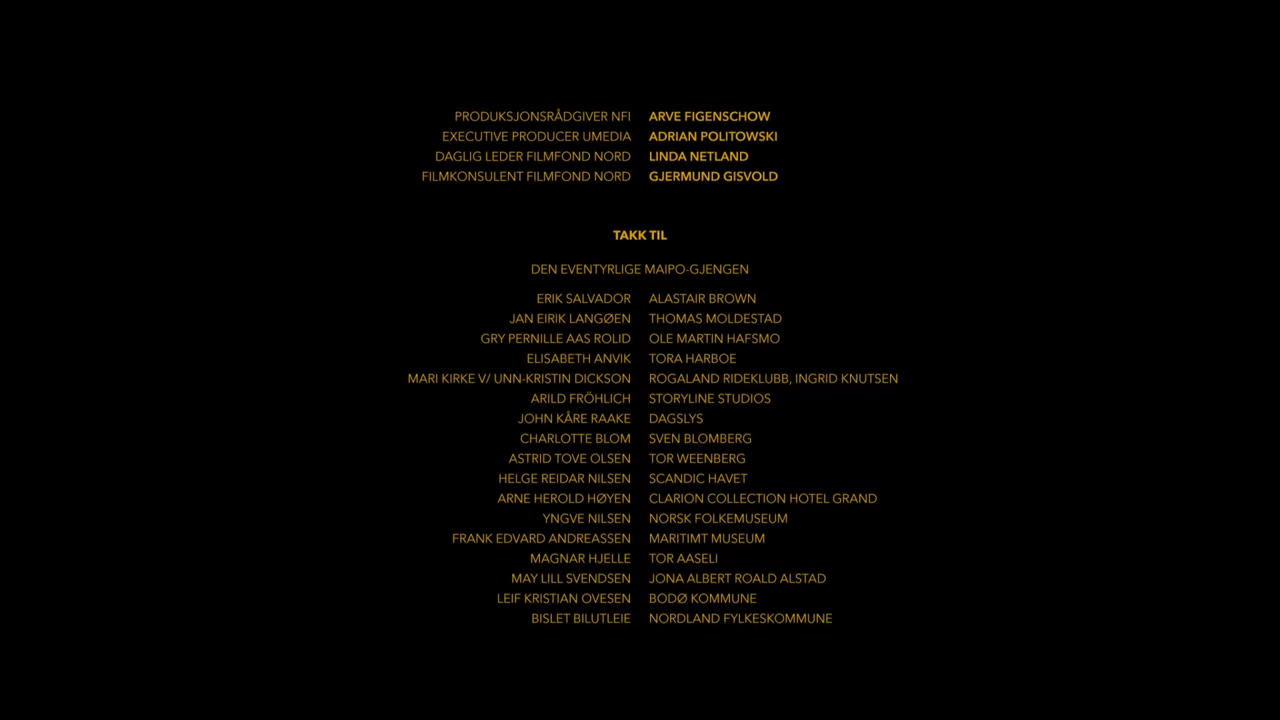 PRODUKSJONSRÅDGIVER NFI ARVE FIGENSCHOW
EXECUTIVE PRODUCER UMEDIA ADRIAN POLITOWSKI
DAGLIG LEDER FILMFOND NORD LINDA NETLAND
FILMKONSULENT FILMFOND NORD GJERMUND GISVOLD
TAKK TIL
DEN EVENTYRLIGE MAIPO-GJENGEN
ERIK SALVADOR ALASTAIR BROWN
JAN EIRIK LANGØEN THOMAS MOLDESTAD
GRY PERNILLE AAS ROLID OLE MARTIN HAFSMO
ELISABETH ANVIK TORA HARBOE
MARI KIRKE V/ UNN-KRISTIN DICKSON ROGALAND RIDEKLUBB, INGRID KNUTSEN
ARILD FRÖHLICH STORYLINE STUDIOS
JOHN KÅRE RAAKE DAGSLYS
CHARLOTTE BLOM SVEN BLOMBERG
ASTRID TOVE OLSEN TOR WEENBERG
HELGE REIDAR NILSEN SCANDIC HAVET
ARNE HEROLD HØYEN CLARION COLLECTION HOTEL GRAND
YNGVE NILSEN NORSK FOLKEMUSEUM
FRANK EDVARD ANDREASSEN MARITIMT MUSEUM
MAGNAR HJELLE TOR AASELI
MAY LILL SVENDSEN JONA ALBERT ROALD ALSTAD
LEIF KRISTIAN OVESEN BODØ KOMMUNE
BISLET BILUTLEIE NORDLAND FYLKESKOMMUNE